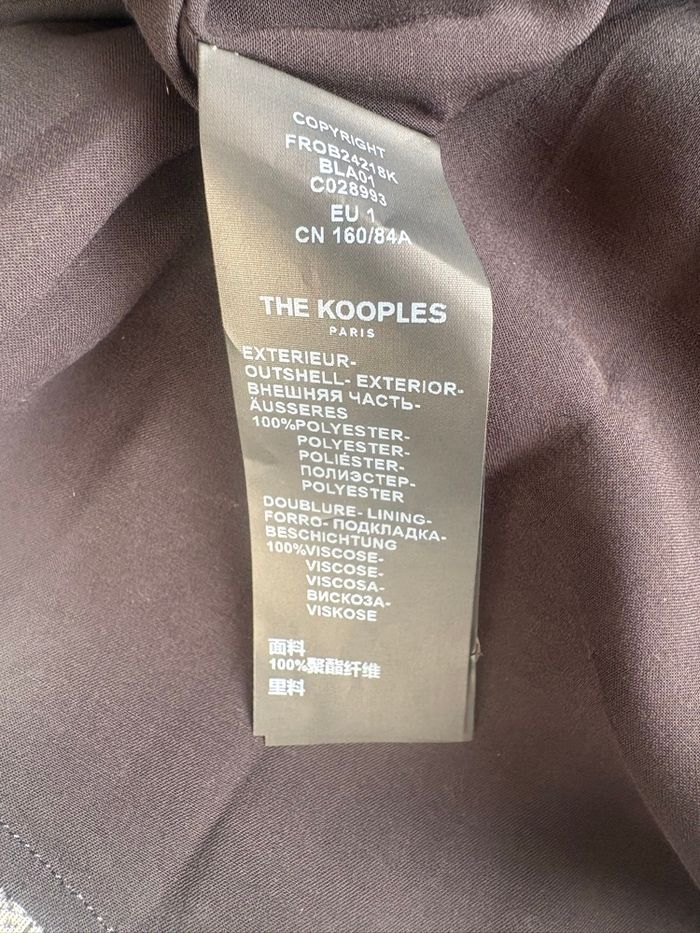 COPYRIGHT
FROB24218K
BLA01
C028993
EU 1
CN 160/84A
THE KOOPLES
PARIS
EXTERIEUR-
OUTSHELL- EXTERIOR-
ВНЕШНЯЯ ЧАСТЬ-
ÄUSSERES
100%POLYESTER-
POLYESTER-
POLIÉSTER-
ПОЛИЭСТЕР-
POLYESTER
DOUBLURE- LINING-
FORRO- ПОДКЛАДКА-
BESCHICHTUNG
100%VISCOSE-
VISCOSE-
VISCOSA-
ВИСКОЗА-
VISKOSE
面料
100%聚酯纤维
里料